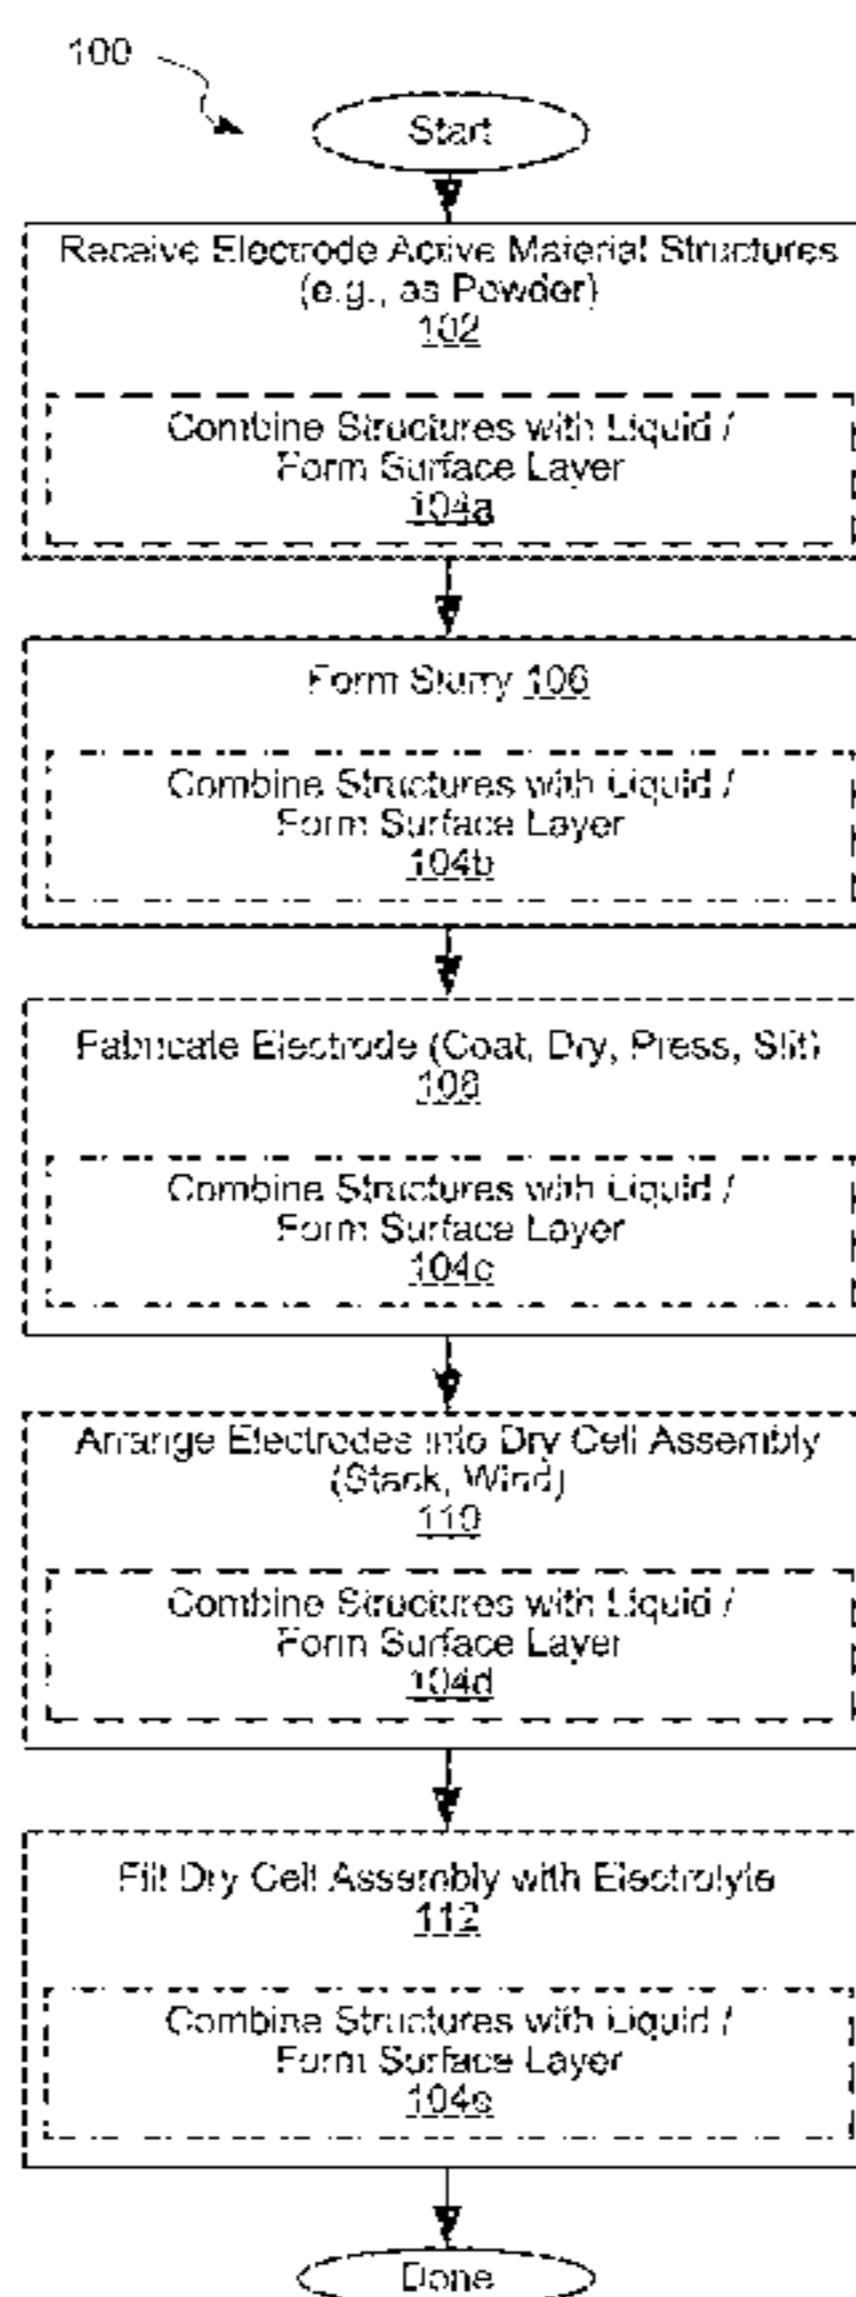 100
Start
Receive Electrode Active Material Structures
(e.g., as Powder)
102
Combine Structures with Liquid /
Form Surface Layer
104a
Form Slurry 106
Combine Structures with Liquid /
Form Surface Layer
104b
Fabricate Electrode (Coat, Dry, Press, Slit)
108
Combine Structures with Liquid /
Form Surface Layer
104c
Arrange Electrodes into Dry Cell Assembly
(Stack, Wind)
110
Combine Structures with Liquid /
Form Surface Layer
104d
Fill Dry Cell Assembly with Electrolyte
112
Combine Structures with Liquid /
Form Surface Layer
104e
Done